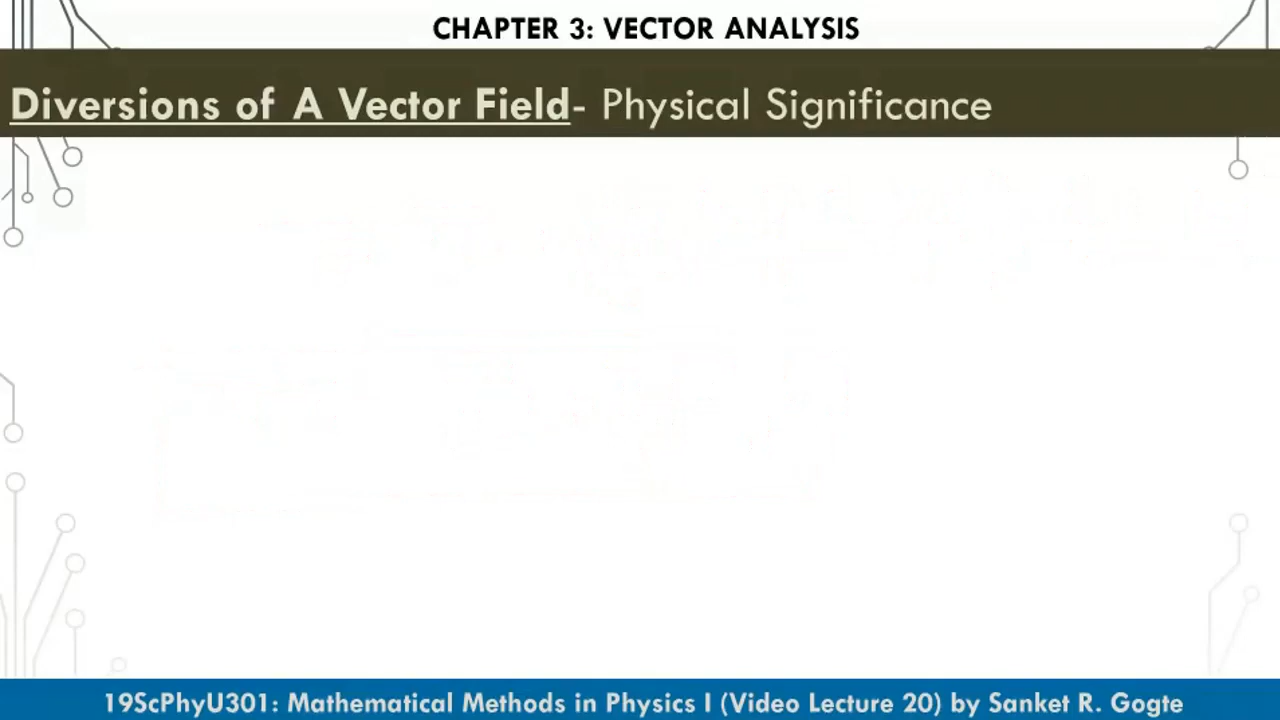 CHAPTER 3: VECTOR ANALYSIS
Diversions of A Vector Field- Physical Significance
19ScPhyU301: Mathematical Methods in Physics I (Video Lecture 20) by Sanket R. Gogte